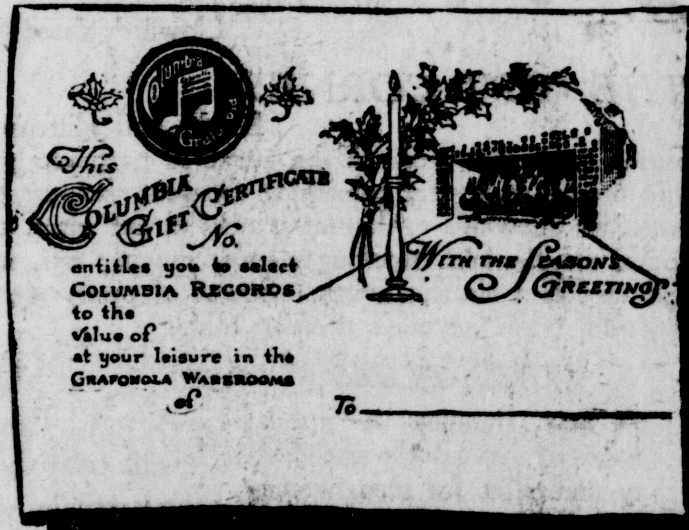 Columbia
Grafonola
This
COLUMBIA
GIFT CERTIFICATE
No.
entitles you to select
COLUMBIA RECORDS
to the
Value of
at your leisure in the
GRAFONOLA WAREROOMS
of
WITH THE SEASON'S
GREETINGS
To